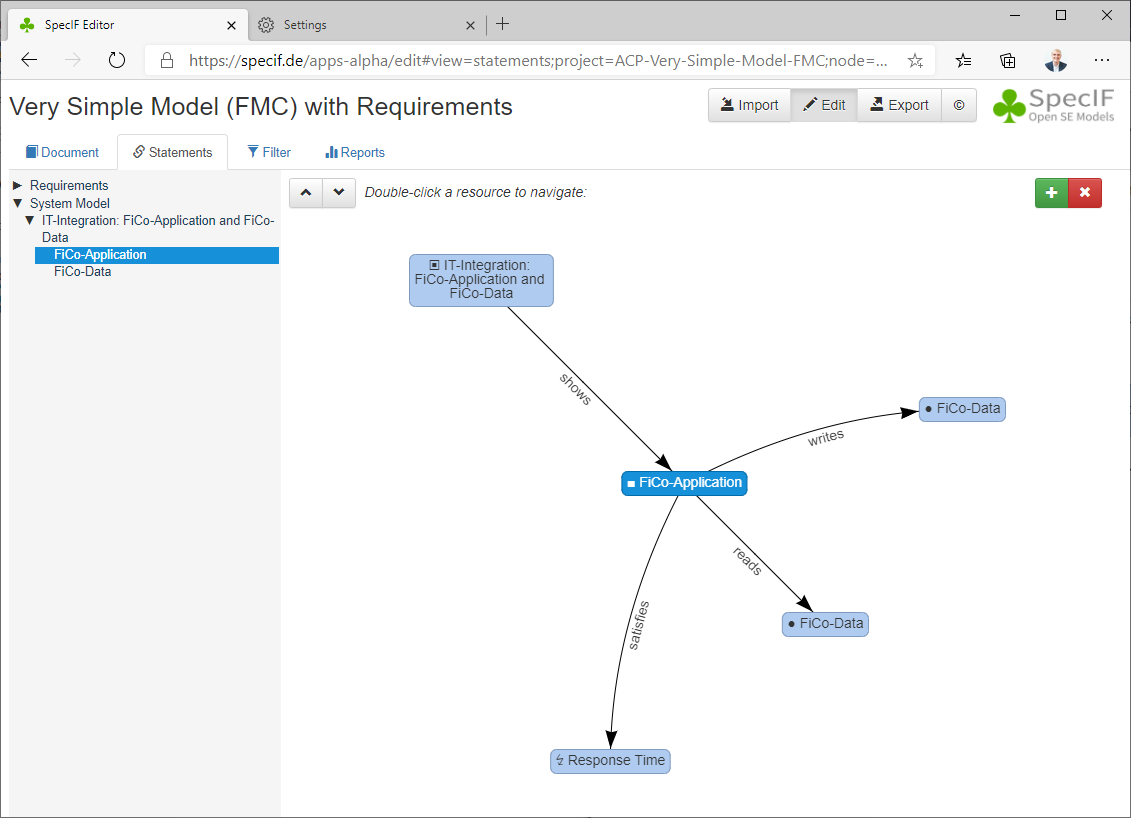 SpecIF Editor
Settings
https://specif.de/apps-alpha/edit#view=statements;project=ACP-Very-Simple-Model-FMC;node=...
Very Simple Model (FMC) with Requirements
Import
Edit
Export
©
SpecIF
Open SE Models
Document
Statements
Filter
Reports
Requirements
System Model
IT-Integration: FiCo-Application and FiCo-
Data
FiCo-Application
FiCo-Data
Double-click a resource to navigate:
IT-Integration:
FiCo-Application and
FiCo-Data
shows
FiCo-Data
writes
FiCo-Application
reads
FiCo-Data
satisfies
Response Time